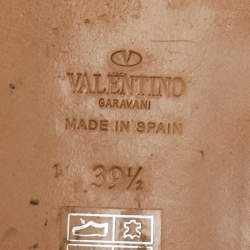 VALENTINO
GARAVANI
MADE IN SPAIN
39½